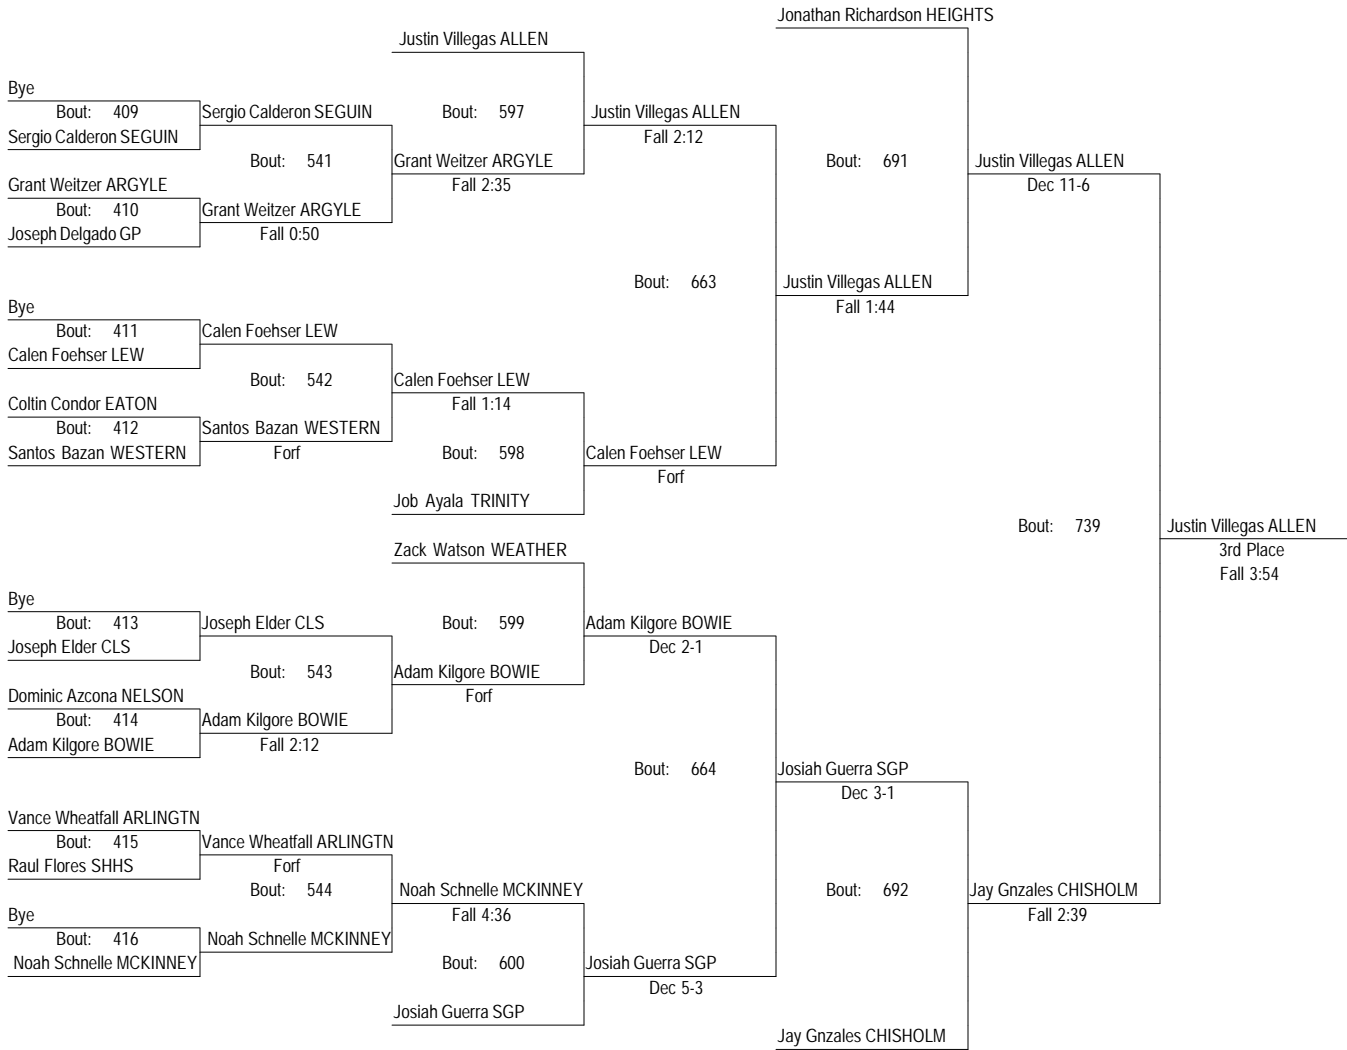 Jonathan Richardson HEIGHTS
Justin Villegas ALLEN
Bye
Bout: 409
Sergio Calderon SEGUIN
Sergio Calderon SEGUIN
Bout: 597
Justin Villegas ALLEN
Fall 2:12
Bout: 541
Grant Weitzer ARGYLE
Fall 2:35
Bout: 691
Justin Villegas ALLEN
Dec 11-6
Grant Weitzer ARGYLE
Bout: 410
Joseph Delgado GP
Grant Weitzer ARGYLE
Fall 0:50
Bout: 663
Justin Villegas ALLEN
Fall 1:44
Bye
Bout: 411
Calen Foehser LEW
Calen Foehser LEW
Bout: 542
Calen Foehser LEW
Fall 1:14
Coltin Condor EATON
Bout: 412
Santos Bazan WESTERN
Santos Bazan WESTERN
Forf
Bout: 598
Calen Foehser LEW
Forf
Job Ayala TRINITY
Bout: 739
Justin Villegas ALLEN
3rd Place
Fall 3:54
Zack Watson WEATHER
Bye
Bout: 413
Joseph Elder CLS
Joseph Elder CLS
Bout: 599
Adam Kilgore BOWIE
Dec 2-1
Bout: 543
Adam Kilgore BOWIE
Forf
Dominic Azcona NELSON
Bout: 414
Adam Kilgore BOWIE
Adam Kilgore BOWIE
Fall 2:12
Bout: 664
Josiah Guerra SGP
Dec 3-1
Vance Wheatfall ARLINGTN
Bout: 415
Raul Flores SHHS
Vance Wheatfall ARLINGTN
Forf
Bout: 544
Noah Schnelle MCKINNEY
Fall 4:36
Bout: 692
Jay Gnzales CHISHOLM
Fall 2:39
Bye
Bout: 416
Noah Schnelle MCKINNEY
Noah Schnelle MCKINNEY
Bout: 600
Josiah Guerra SGP
Dec 5-3
Josiah Guerra SGP
Jay Gnzales CHISHOLM